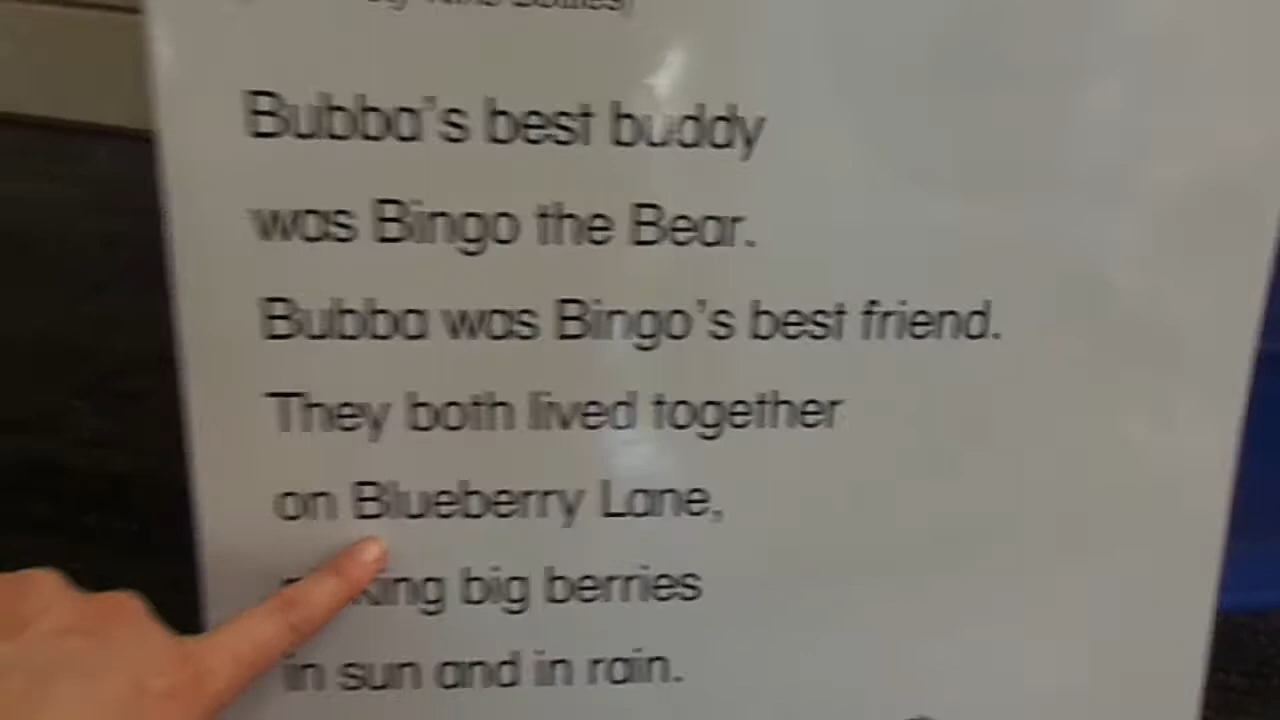 Bubba's best buddy
was Bingo the Bear.
Bubba was Bingo's best friend.
They both lived together
on Blueberry Lane,
big berries
in sun and in rain.